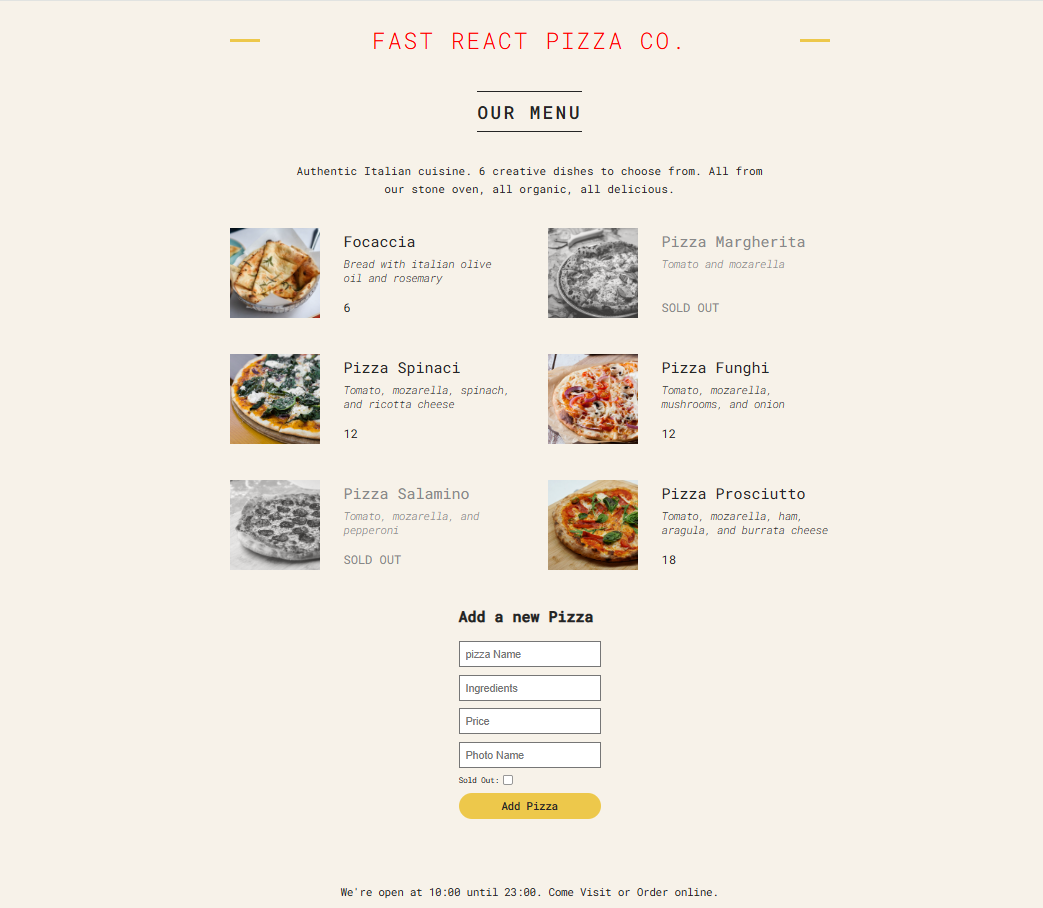 FAST REACT PIZZA CO.
OUR MENU
Authentic Italian cuisine. 6 creative dishes to choose from. All from
our stone oven, all organic, all delicious.
Focaccia
Bread with italian olive
oil and rosemary
6
Pizza Margherita
Tomato and mozarella
SOLD OUT
Pizza Spinaci
Tomato, mozarella, spinach,
and ricotta cheese
12
Pizza Funghi
Tomato, mozarella,
mushrooms, and onion
12
Pizza Salamino
Tomato, mozarella, and
pepperoni
SOLD OUT
Pizza Prosciutto
Tomato, mozarella, ham,
aragula, and burrata cheese
18
Add a new Pizza
pizza Name
Ingredients
Price
Photo Name
Sold Out:
Add Pizza
We're open at 10:00 until 23:00. Come Visit or Order online.